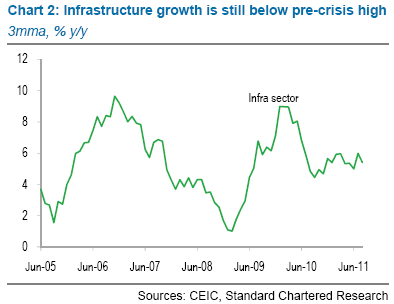 Chart 2: Infrastructure growth is still below pre-crisis high
3mma, % y/y
12
10
8
6
4
2
0
Infra sector
Jun-05 Jun-06 Jun-07 Jun-08 Jun-09 Jun-10 Jun-11
Sources: CEIC, Standard Chartered Research